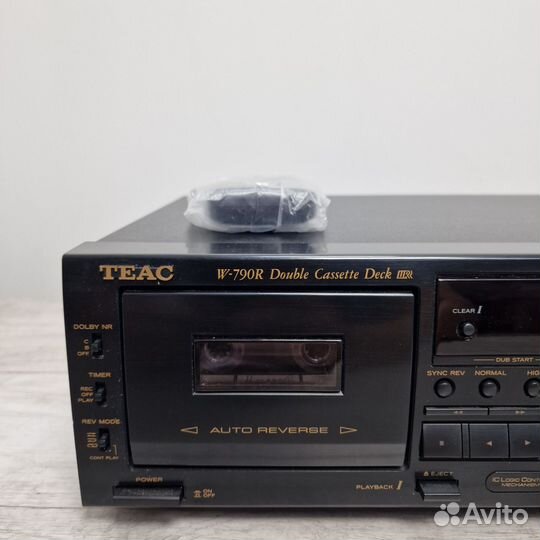 TEAC
W-790R Double Cassette Deck
CLEAR I
DOLBY NR
C
B
OFF
DUB START
SYNC REV NORMAL
TIMER
REC
OFF
PLAY
REV MODE
CONT PLAY
AUTO REVERSE
POWER
ON
OFF
PLAYBACK I
EJECT
IC LOGIC
MECHANISM
Avito